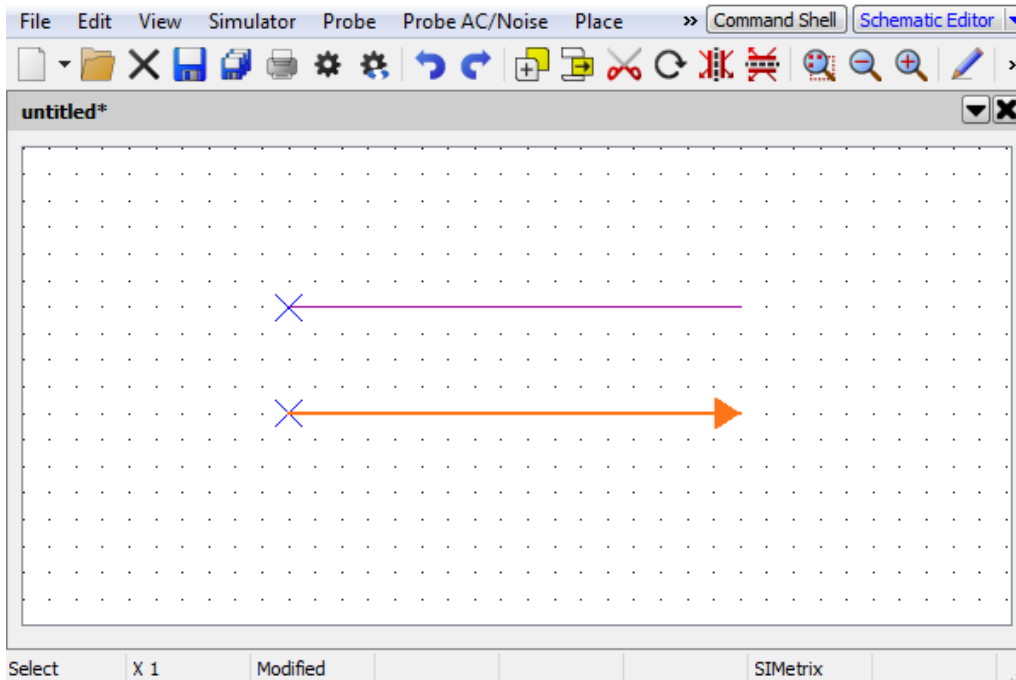 File Edit View Simulator Probe Probe AC/Noise Place » Command Shell Schematic Editor
untitled*
Select X 1 Modified SIMetrix